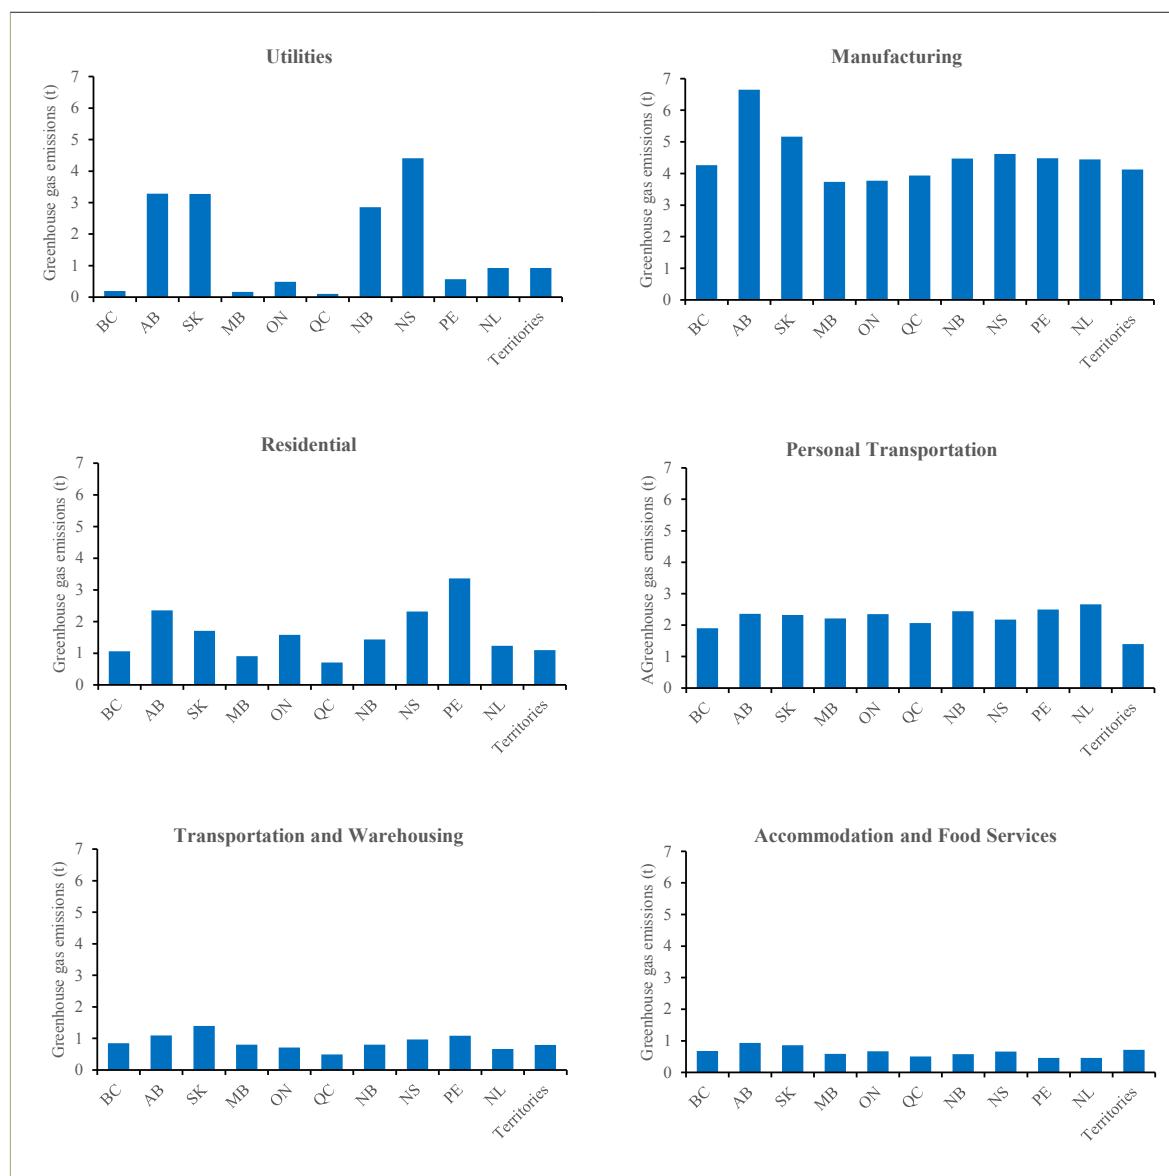 Utilities
Greenhouse gas emissions (t)
7
6
5
4
3
2
1
0
BC
AB
SK
MB
ON
QC
NB
NS
PE
NL
Territories
Manufacturing
Greenhouse gas emissions (t)
7
6
5
4
3
2
1
0
BC
AB
SK
MB
ON
QC
NB
NS
PE
NL
Territories
Residential
Greenhouse gas emissions (t)
7
6
5
4
3
2
1
0
BC
AB
SK
MB
ON
QC
NB
NS
PE
NL
Territories
Personal Transportation
AGreenhouse gas emissions (t)
7
6
5
4
3
2
1
0
BC
AB
SK
MB
ON
QC
NB
NS
PE
NL
Territories
Transportation and Warehousing
Greenhouse gas emissions (t)
7
6
5
4
3
2
1
0
BC
AB
SK
MB
ON
QC
NB
NS
PE
NL
Territories
Accommodation and Food Services
Greenhouse gas emissions (t)
7
6
5
4
3
2
1
0
BC
AB
SK
MB
ON
QC
NB
NS
PE
NL
Territories